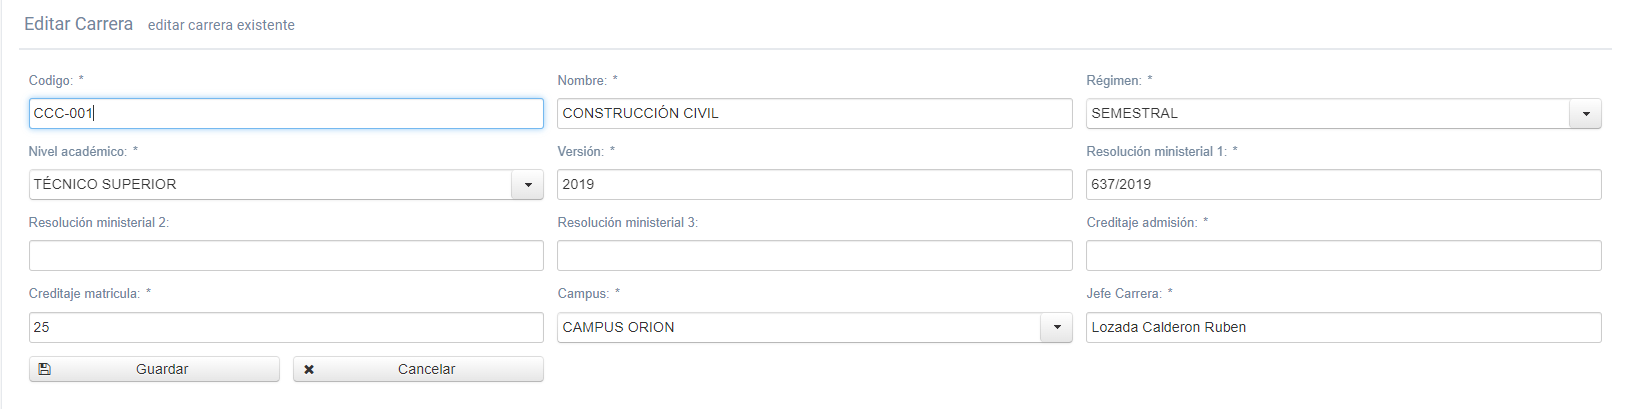 Editar Carrera editar carrera existente
Codigo: * Nombre: * Régimen: *
CCC-001 CONSTRUCCIÓN CIVIL SEMESTRAL
Nivel académico: * Versión: * Resolución ministerial 1: *
TÉCNICO SUPERIOR 2019 637/2019
Resolución ministerial 2: Resolución ministerial 3: Creditaje admisión: *
Creditaje matricula: * Campus: * Jefe Carrera: *
25 CAMPUS ORION Lozada Calderon Ruben
Guardar Cancelar